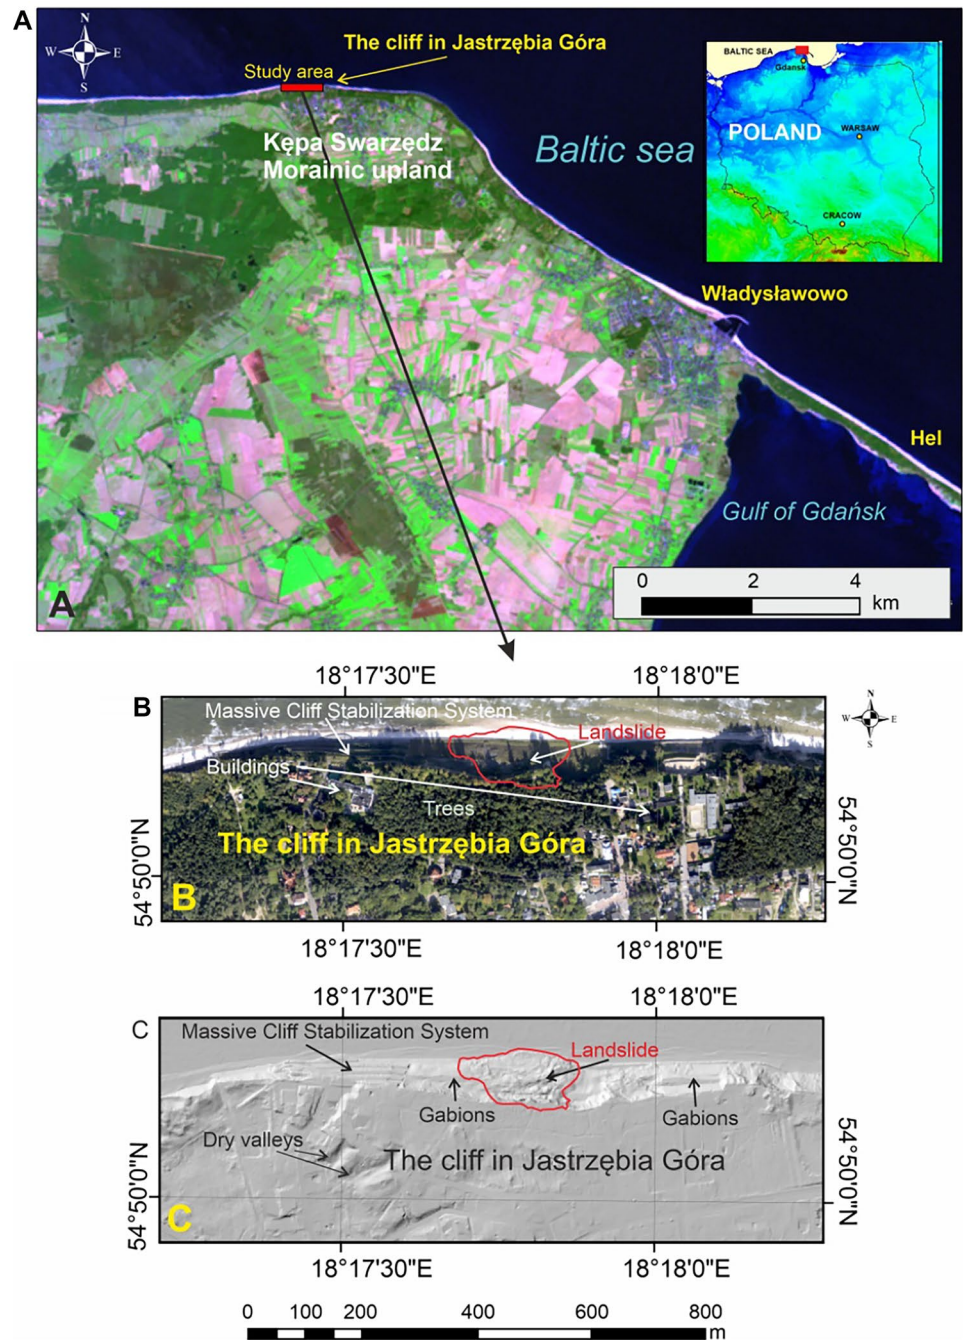 A
N
W E
S
The cliff in Jastrzębia Góra
Study area
Kępa Swarzędz
Morainic upland
Baltic sea
BALTIC SEA
Gdansk
POLAND
WARSAW
CRACOW
Władysławowo
Hel
Gulf of Gdańsk
0 2 4
km
A
18°17'30"E 18°18'0"E
B
N
W E
S
Massive Cliff Stabilization System
Landslide
Buildings
Trees
The cliff in Jastrzębia Góra
B
54°50'0"N
54°50'0"N
18°17'30"E 18°18'0"E
18°17'30"E 18°18'0"E
C
Massive Cliff Stabilization System
Landslide
Gabions
Gabions
Dry valleys
The cliff in Jastrzębia Góra
C
54°50'0"N
54°50'0"N
18°17'30"E 18°18'0"E
0 100 200 400 600 800
m